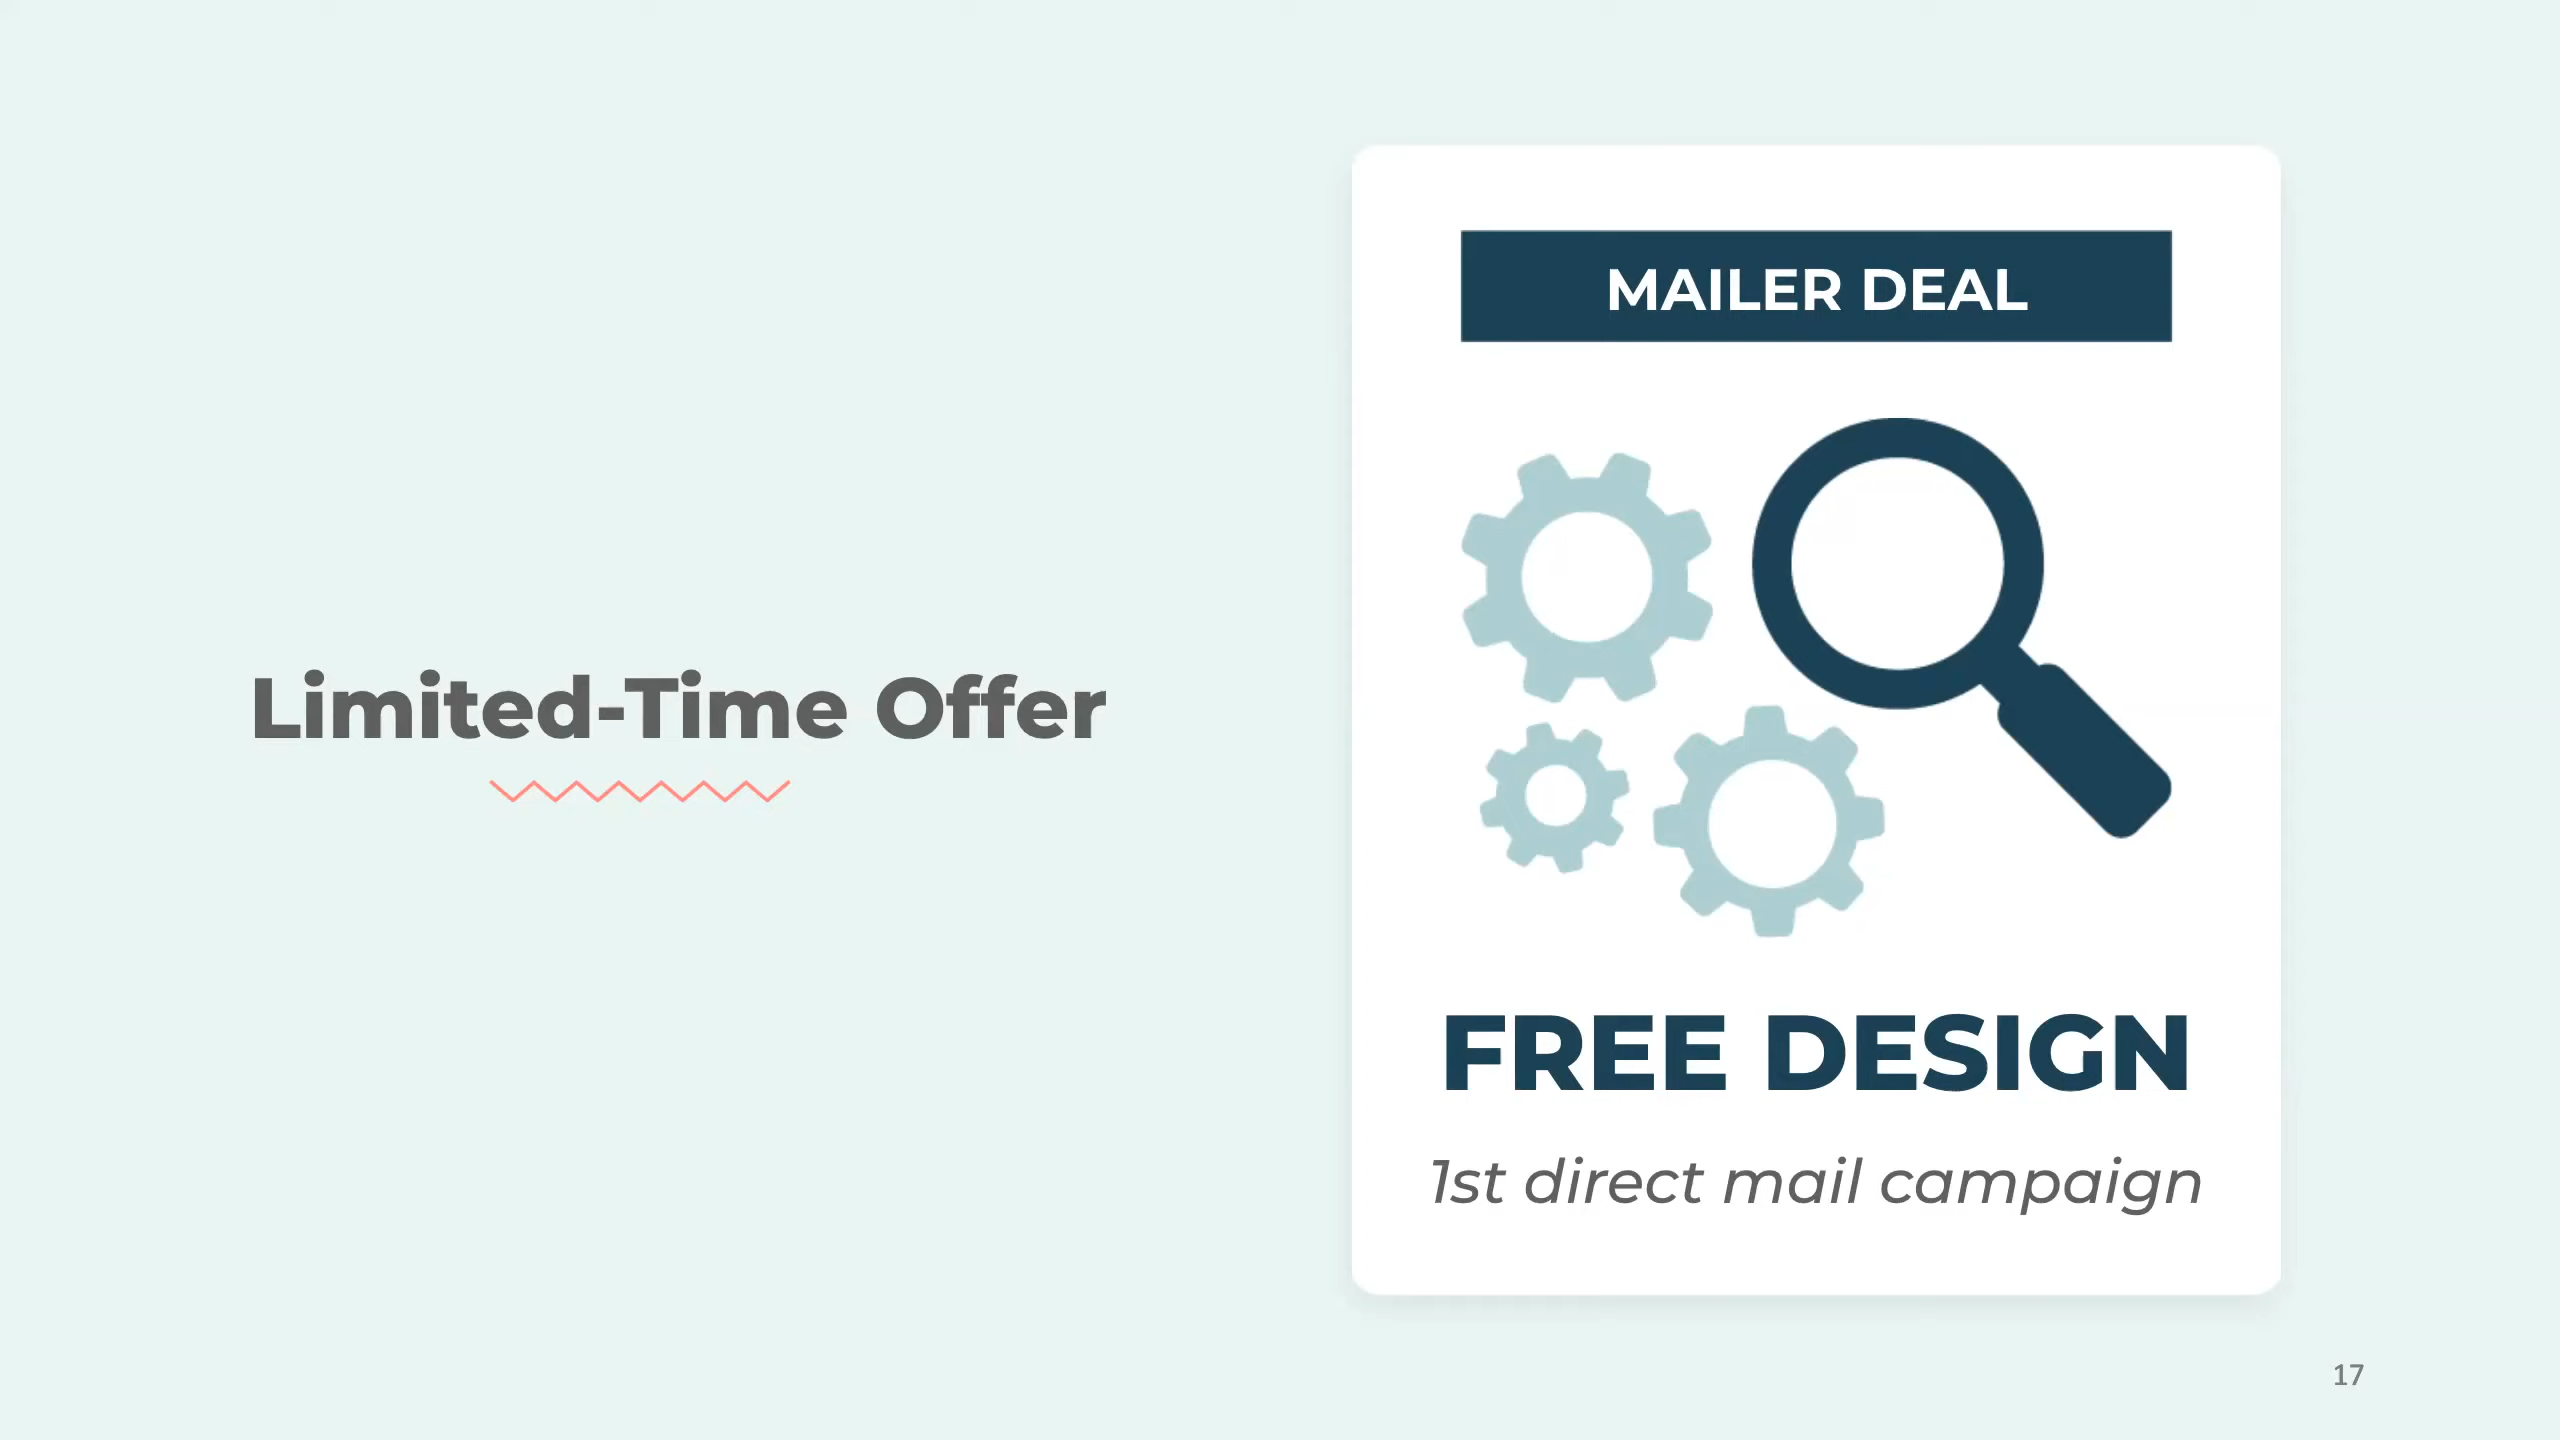 Limited-Time Offer
MAILER DEAL
FREE DESIGN
1st direct mail campaign
17